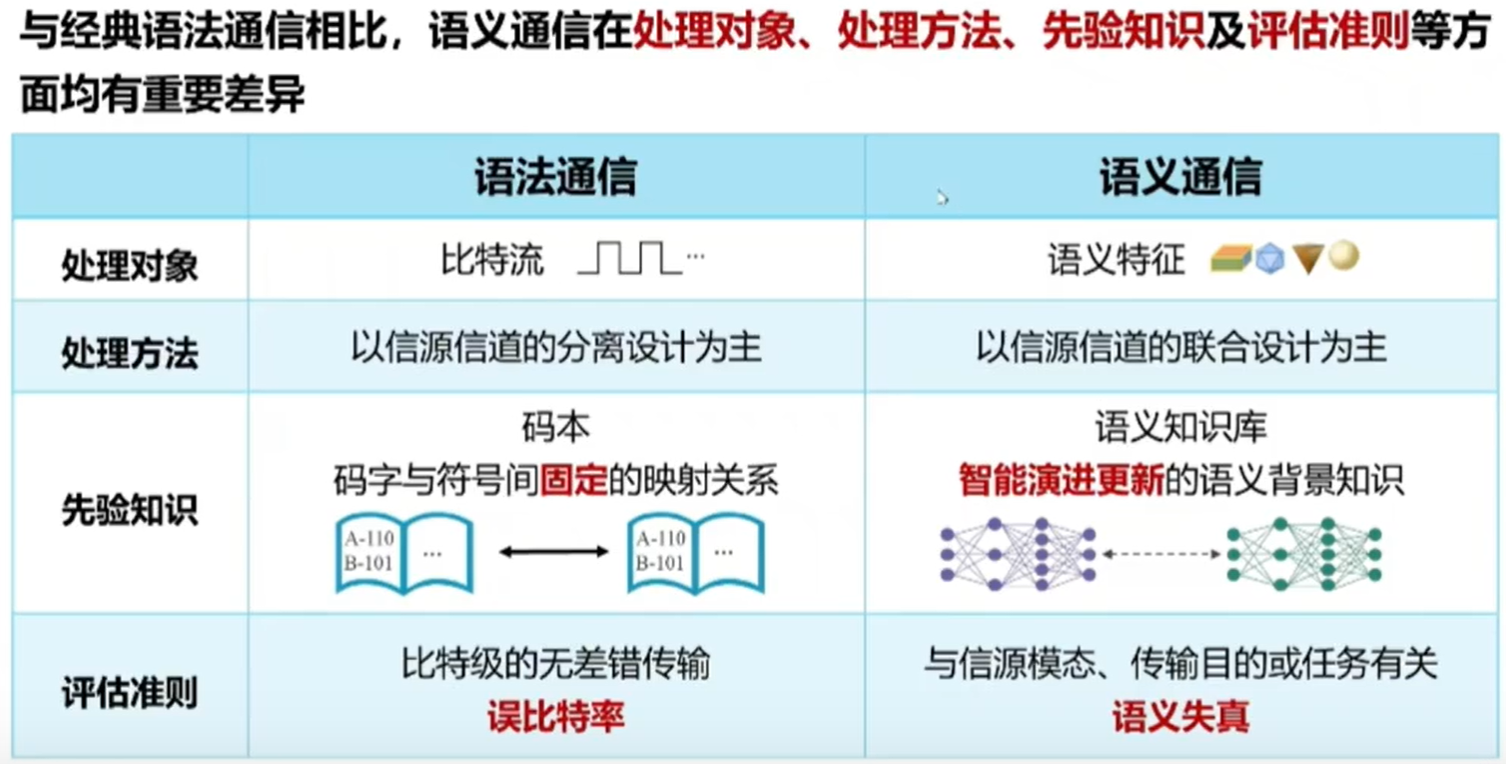 与经典语法通信相比，语义通信在处理对象、处理方法、先验知识及评估准则等方
面均有重要差异
语法通信
语义通信
处理对象
比特流
...
语义特征
处理方法
以信源信道的分离设计为主
以信源信道的联合设计为主
先验知识
码本
码字与符号间固定的映射关系
A-110
B-101
...
A-110
B-101
...
语义知识库
智能演进更新的语义背景知识
评估准则
比特级的无差错传输
误比特率
与信源模态、传输目的或任务有关
语义失真